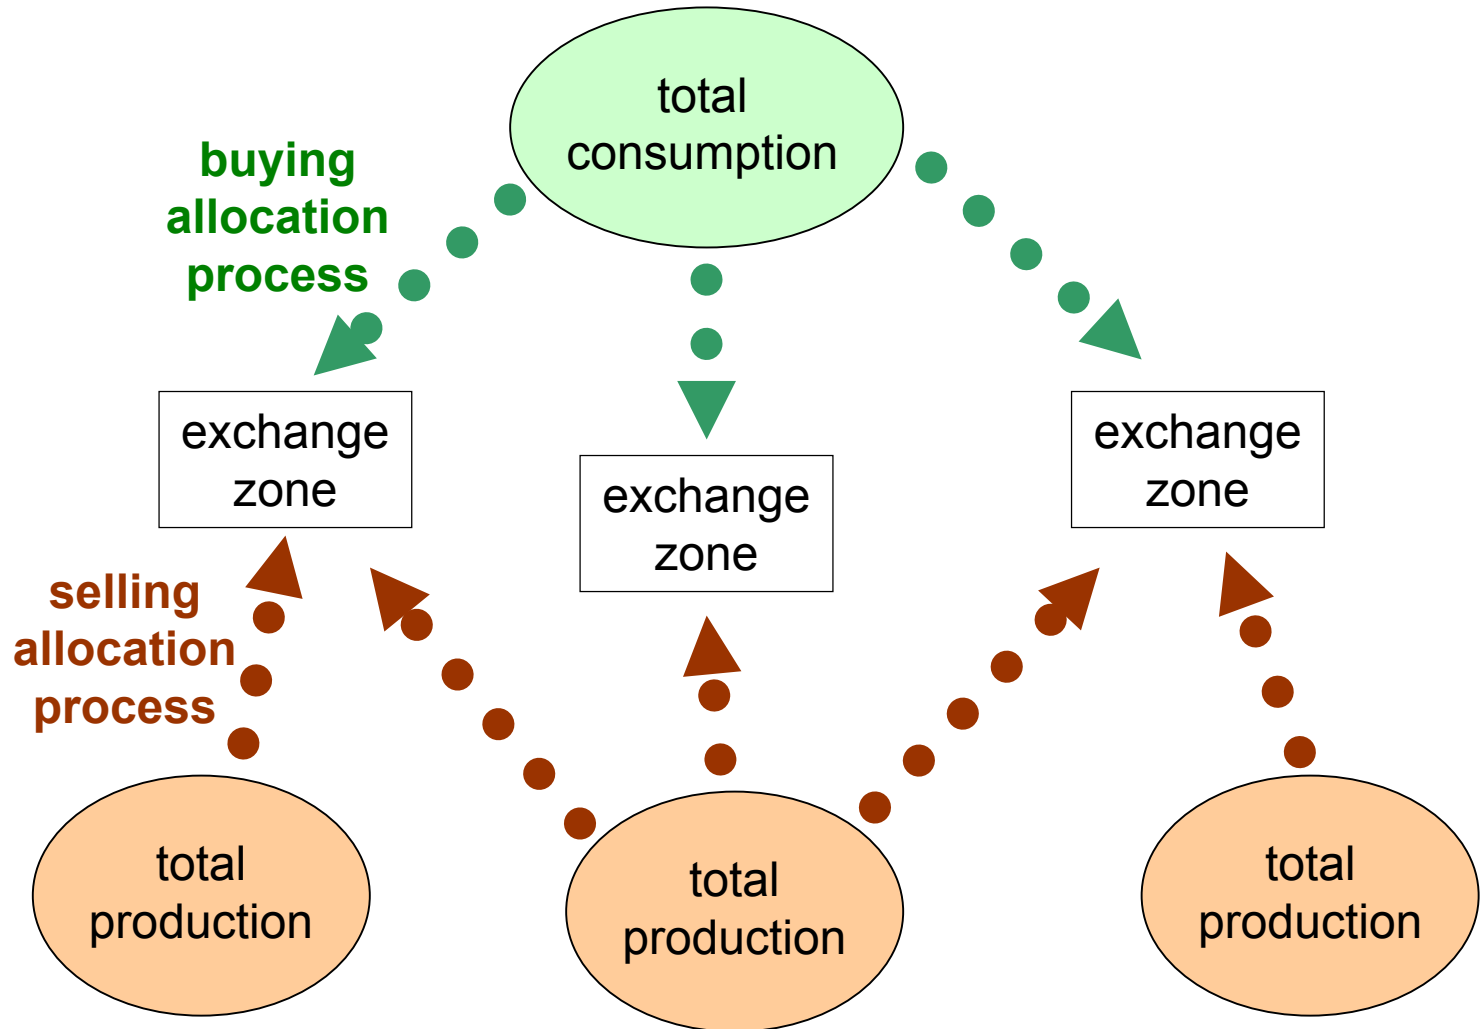 total
consumption
buying
allocation
process
exchange
zone
exchange
zone
exchange
zone
selling
allocation
process
total
production
total
production
total
production